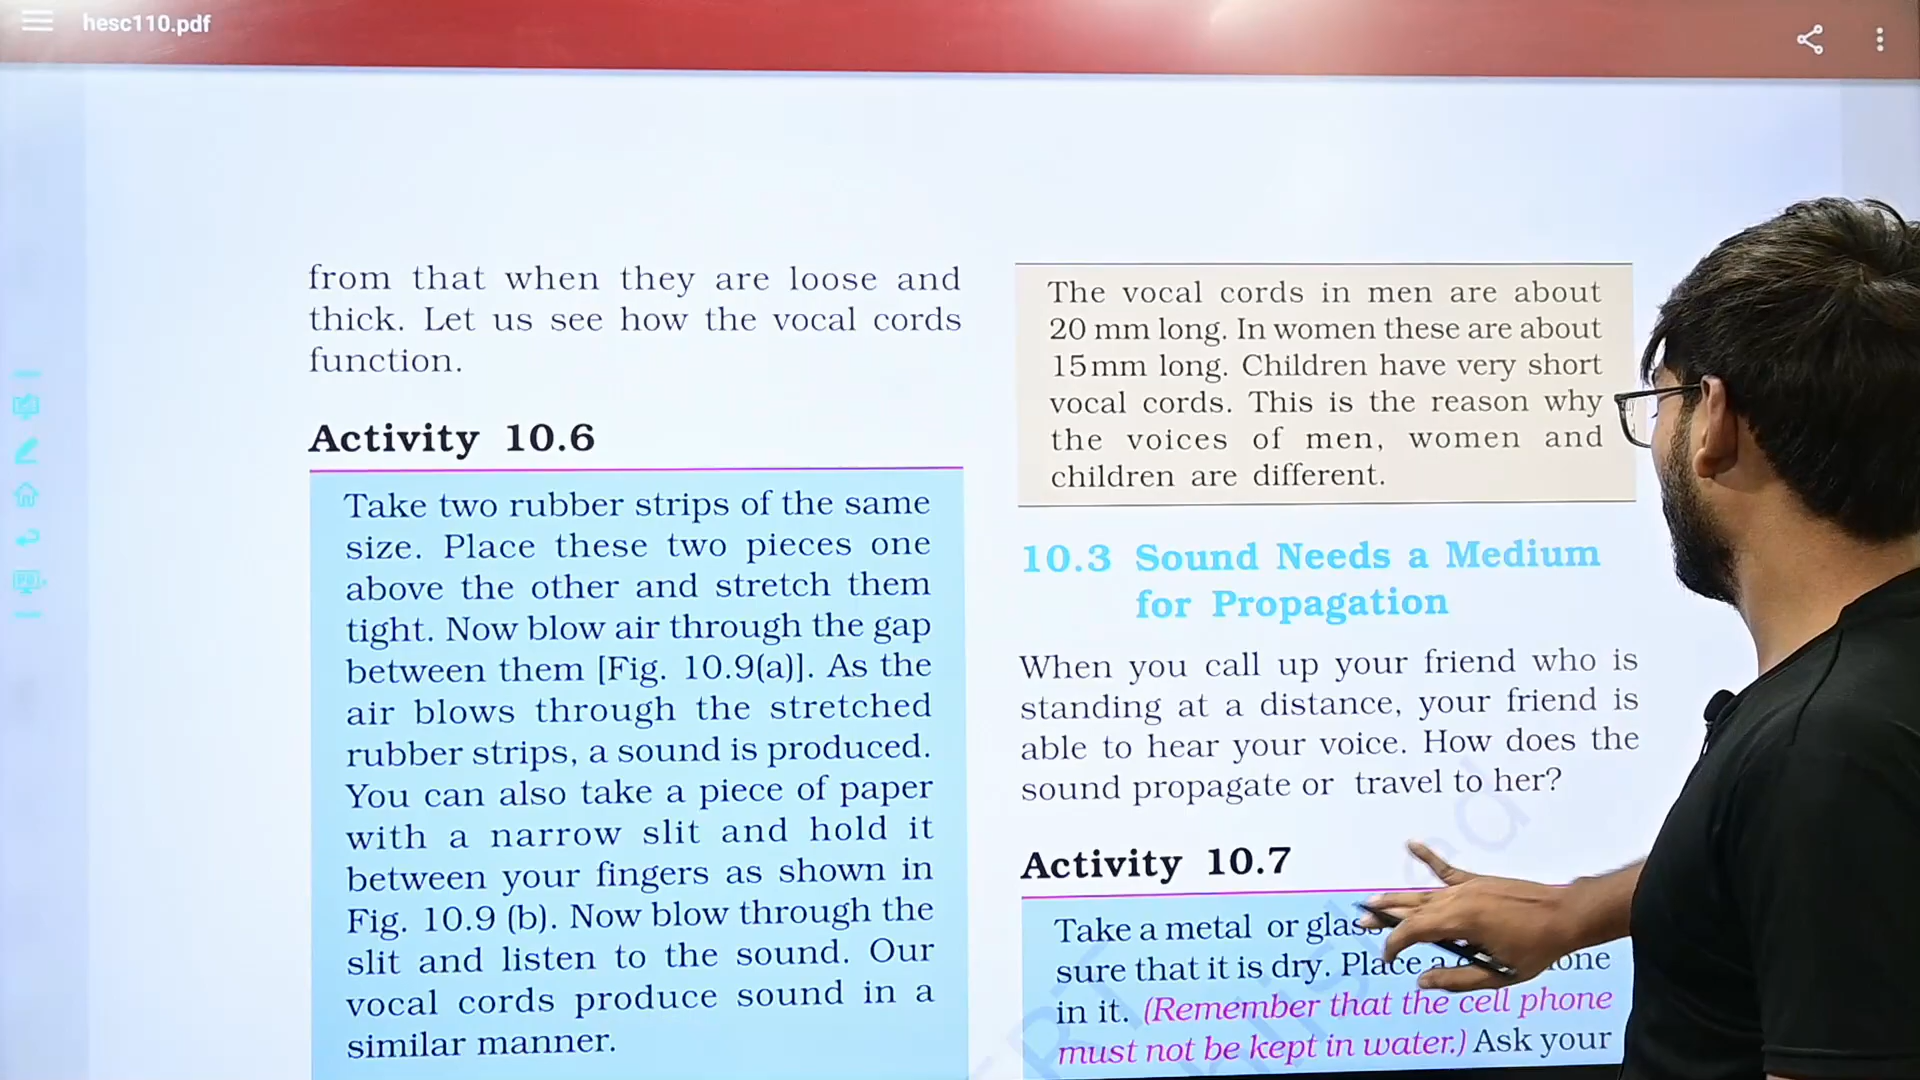 hesc110.pdf
from that when they are loose and
thick. Let us see how the vocal cords
function.
Activity 10.6
Take two rubber strips of the same
size. Place these two pieces one
above the other and stretch them
tight. Now blow air through the gap
between them [Fig. 10.9(a)]. As the
air blows through the stretched
rubber strips, a sound is produced.
You can also take a piece of paper
with a narrow slit and hold it
between your fingers as shown in
Fig. 10.9 (b). Now blow through the
slit and listen to the sound. Our
vocal cords produce sound in a
similar manner.
The vocal cords in men are about
20 mm long. In women these are about
15mm long. Children have very short
vocal cords. This is the reason why
the voices of men, women and
children are different.
10.3 Sound Needs a Medium
for Propagation
When you call up your friend who is
standing at a distance, your friend is
able to hear your voice. How does the
sound propagate or travel to her?
Activity 10.7
Take a metal or glass
sure that it is dry. Place a
in it. (Remember that the cell phone
must not be kept in water.) Ask your